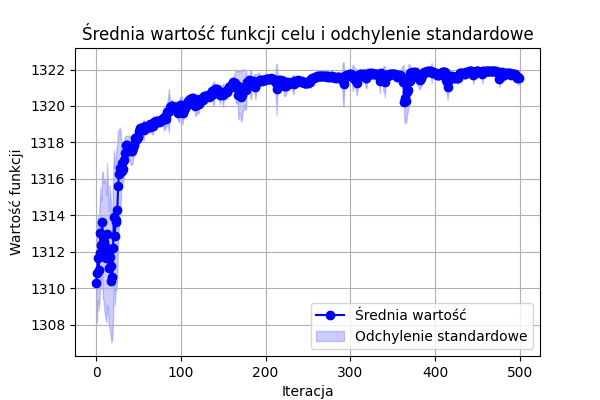 Średnia wartość funkcji celu i odchylenie standardowe
1322
1320
1318
1316
1314
1312
1310
1308
Wartość funkcji
Średnia wartość
Odchylenie standardowe
0 100 200 300 400 500
Iteracja